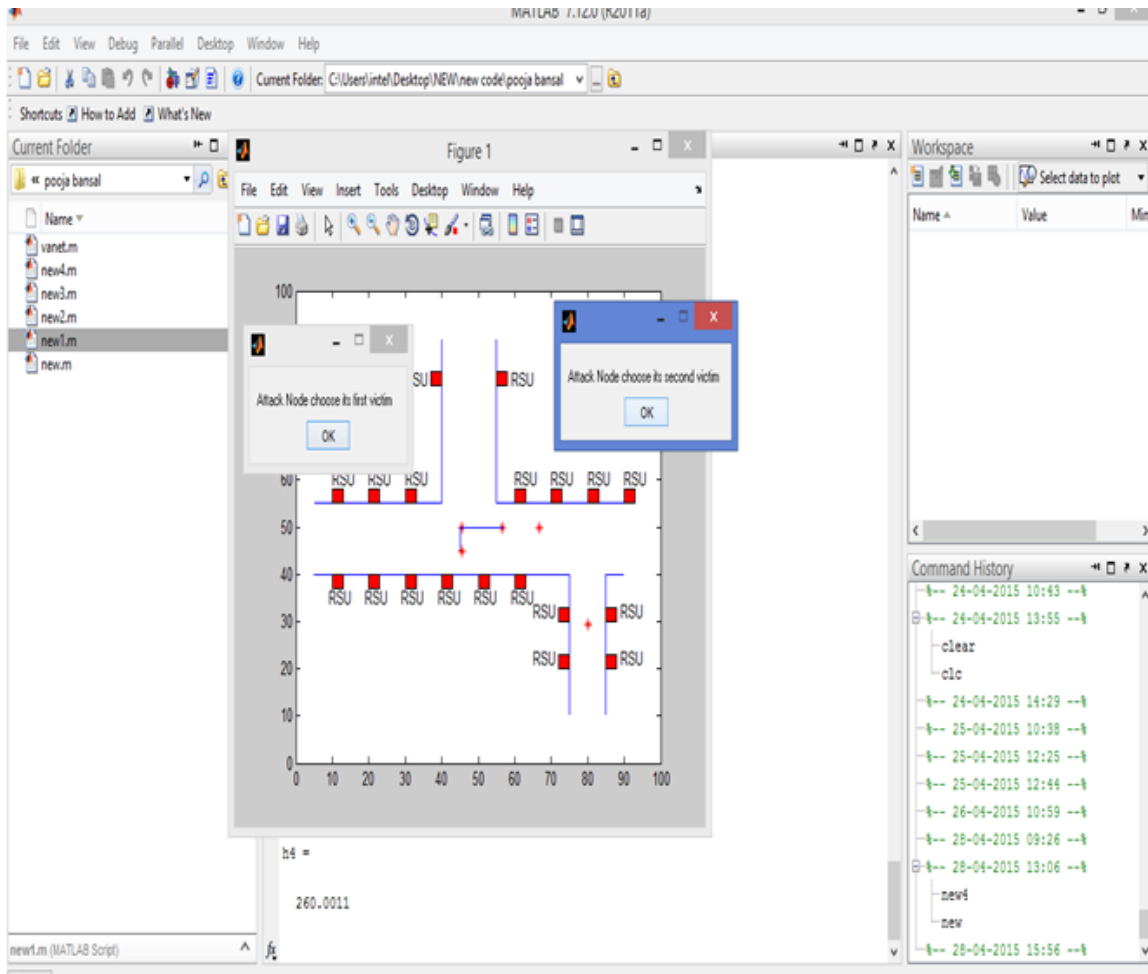 MATLAB 7.12.0 (R2011a)
File Edit View Debug Parallel Desktop Window Help
Current Folder: C:\Users\intel\Desktop\NEW\new code\pooja bansal
Shortcuts How to Add What's New
Current Folder
« pooja bansal
Name
vanet.m
new4.m
new3.m
new2.m
new1.m
new.m
new1.m (MATLAB Script)
Figure 1
File Edit View Insert Tools Desktop Window Help
100
Attack Node choose its first victim
OK
Attack Node choose its second victim
OK
SU RSU
60 RSU RSU RSU RSU RSU RSU RSU
50
40
RSU RSU RSU RSU RSU RSU
RSU RSU
30
RSU RSU
20
10
0
0 10 20 30 40 50 60 70 80 90 100
h4 =
260.0011
fx
Workspace
Select data to plot
Name Value Min
Command History
%-- 24-04-2015 10:43 --%
%-- 24-04-2015 13:55 --%
clear
clc
%-- 24-04-2015 14:29 --%
%-- 25-04-2015 10:38 --%
%-- 25-04-2015 12:25 --%
%-- 25-04-2015 12:44 --%
%-- 26-04-2015 10:59 --%
%-- 28-04-2015 09:26 --%
%-- 28-04-2015 13:06 --%
new4
new
%-- 28-04-2015 15:56 --%